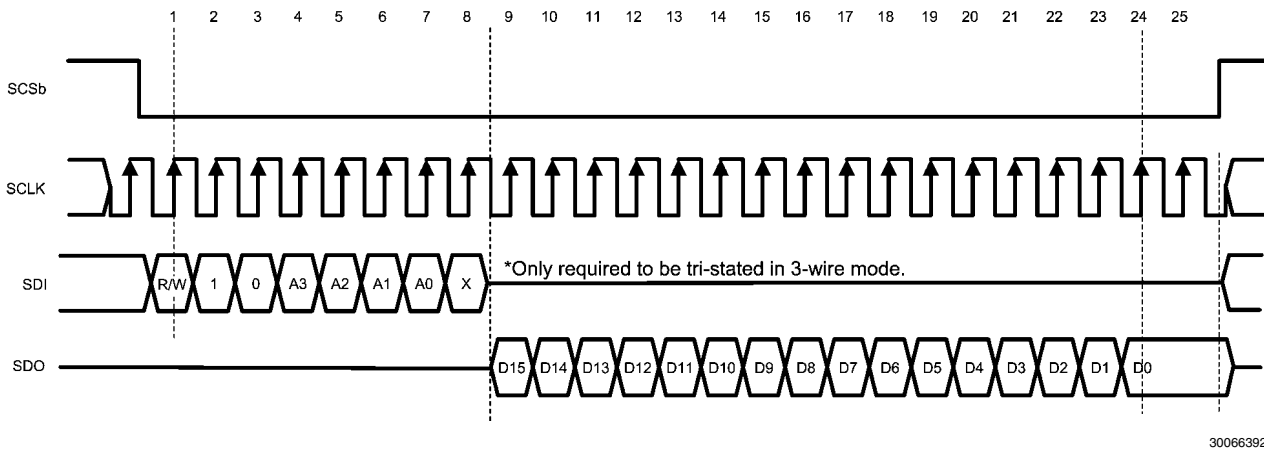 1 2 3 4 5 6 7 8 9 10 11 12 13 14 15 16 17 18 19 20 21 22 23 24 25
SCSb
SCLK
SDI R/W 1 0 A3 A2 A1 A0 X *Only required to be tri-stated in 3-wire mode.
SDO D15 D14 D13 D12 D11 D10 D9 D8 D7 D6 D5 D4 D3 D2 D1 D0
30066392